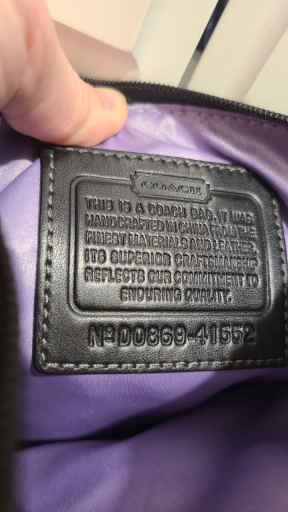 COACH
THIS IS A COACH BAG. IT WAS
HANDCRAFTED IN CHINA FROM THE
FINEST MATERIALS AND LEATHER.
ITS SUPERIOR CRAFTSMANSHIP
REFLECTS OUR COMMITMENT TO
ENDURING QUALITY.
Nº D0869-41552